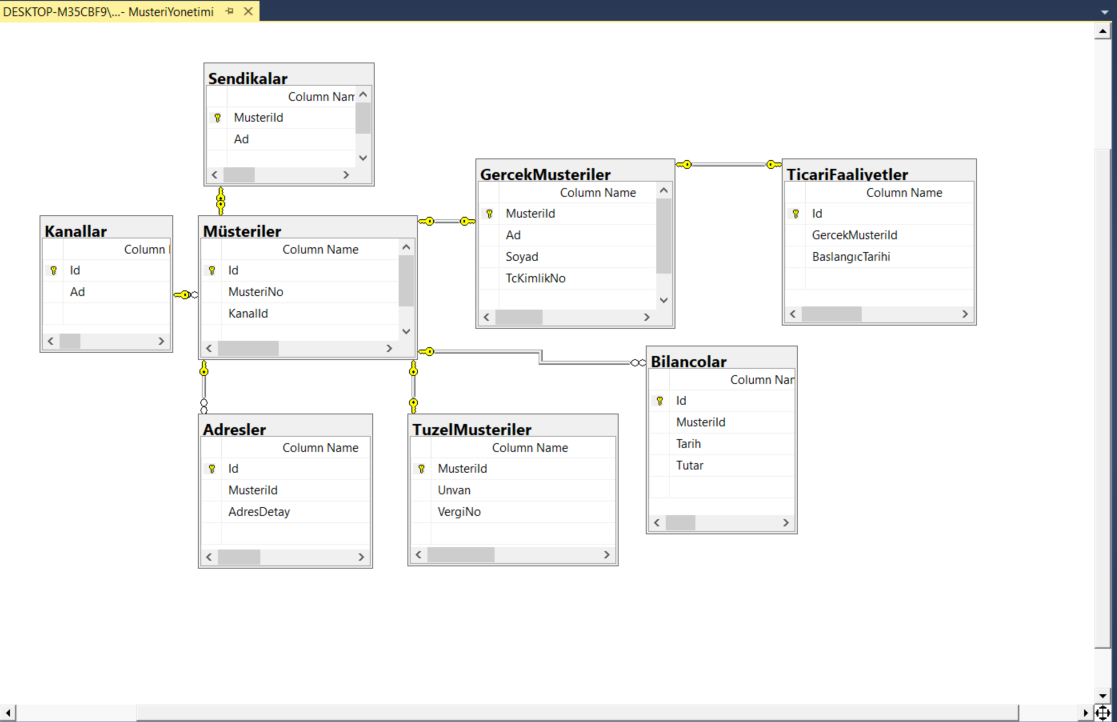 DESKTOP-M35CBF9\...- MusteriYonetimi
Sendikalar
Column Nam
MusteriId
Ad
GercekMusteriler
Column Name
MusteriId
Ad
Soyad
TcKimlikNo
TicariFaaliyetler
Column Name
Id
GercekMusteriId
BaslangıcTarihi
Kanallar
Column
Id
Ad
Müsteriler
Column Name
Id
MusteriNo
KanalId
Bilancolar
Column Nam
Id
MusteriId
Tarih
Tutar
Adresler
Column Name
Id
MusteriId
AdresDetay
TuzelMusteriler
Column Name
MusteriId
Unvan
VergiNo